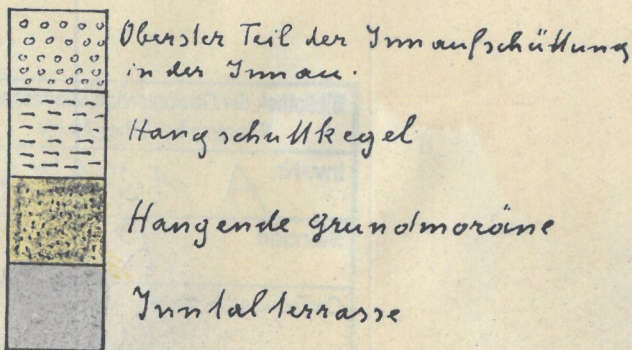 Oberster Teil der Innaufschüttung
in der Innau.
Hangschuttkegel
Hangende Grundmoräne
Inntalterrasse